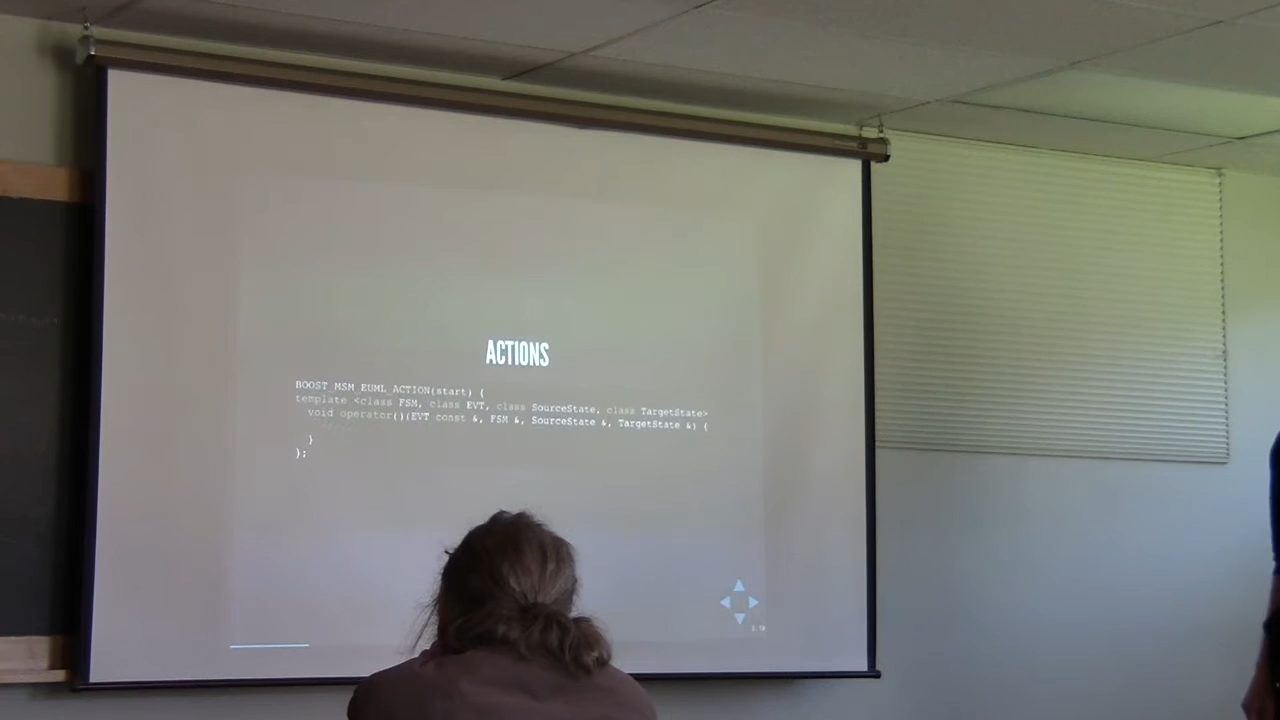 ACTIONS
BOOST_MSM_EUML_ACTION(start) {
template <class FSM, class EVT, class SourceState, class TargetState>
void operator()(EVT const &, FSM &, SourceState &, TargetState &) {
}
};